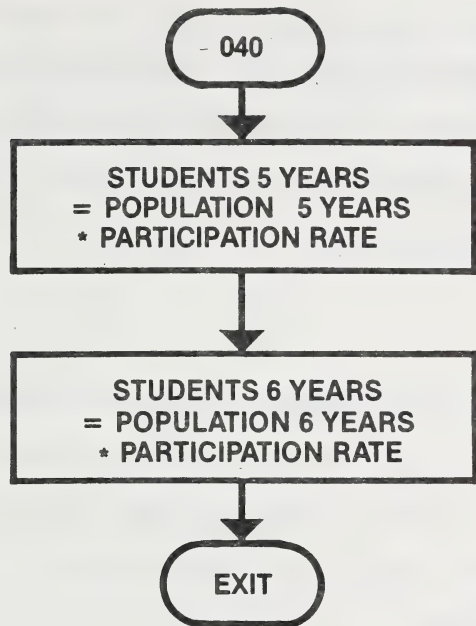 040
STUDENTS 5 YEARS
= POPULATION 5 YEARS
* PARTICIPATION RATE
STUDENTS 6 YEARS
= POPULATION 6 YEARS
* PARTICIPATION RATE
EXIT